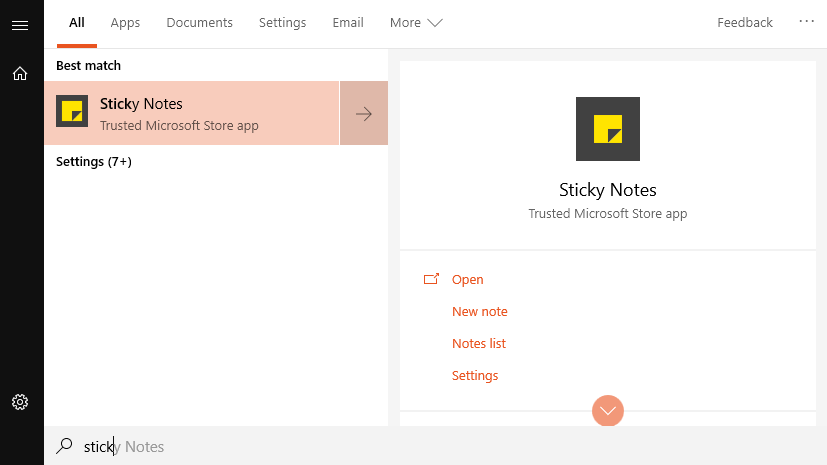 All Apps Documents Settings Email More Feedback ...
Best match
Sticky Notes
Trusted Microsoft Store app
Settings (7+)
Sticky Notes
Trusted Microsoft Store app
Open
New note
Notes list
Settings
sticky Notes